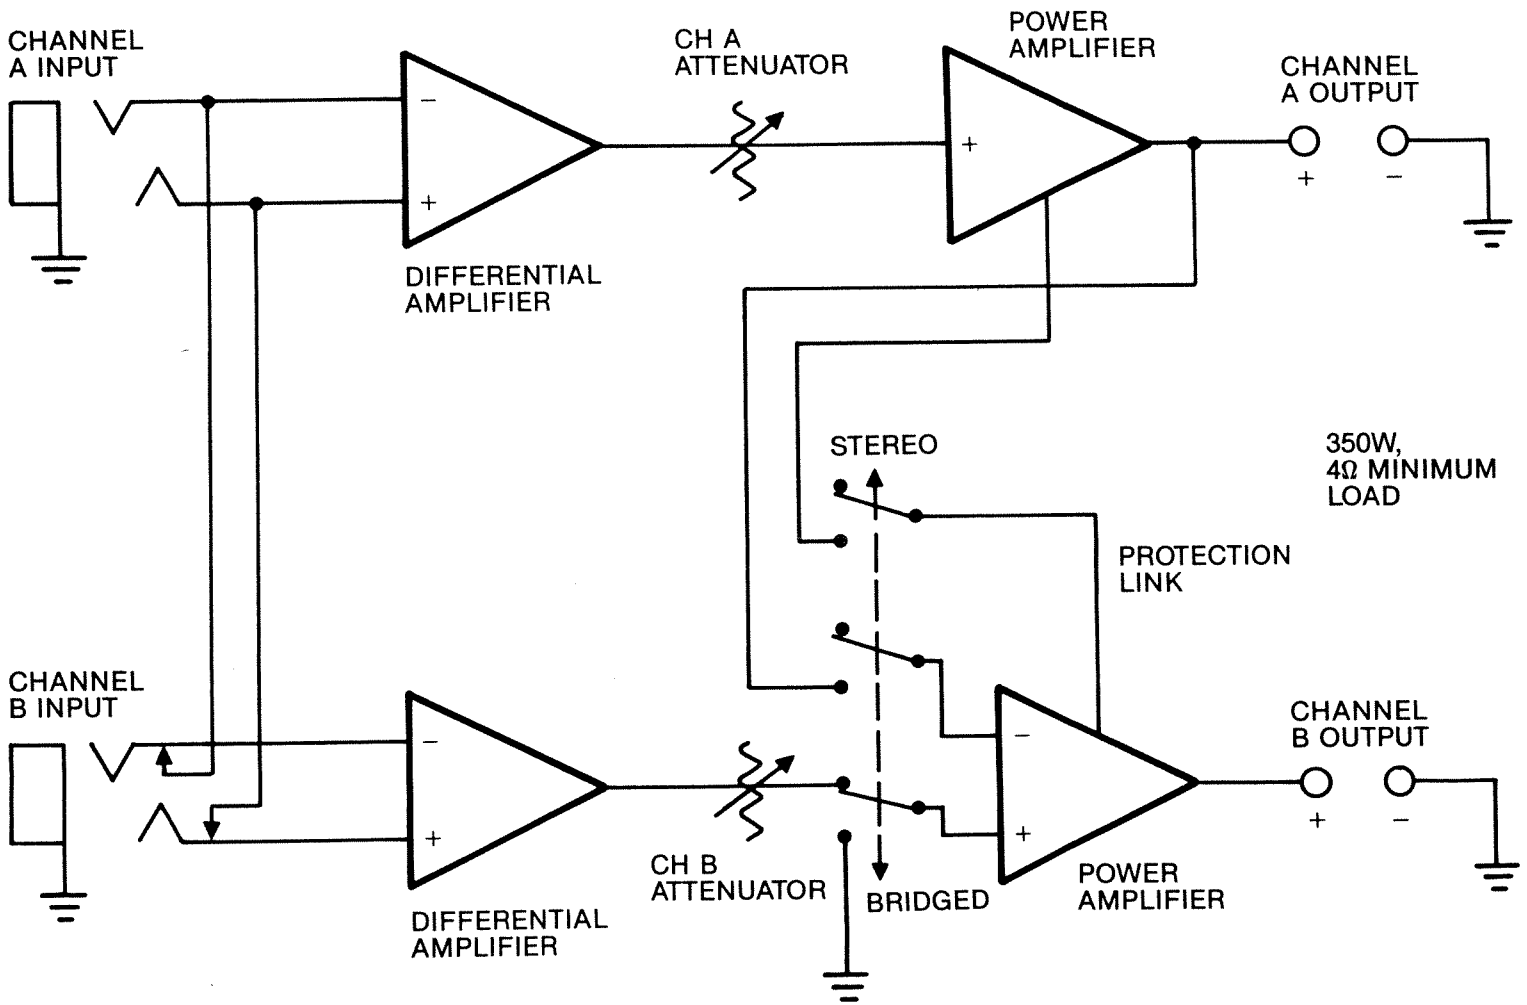 CHANNEL
A INPUT
CH A
ATTENUATOR
POWER
AMPLIFIER
CHANNEL
A OUTPUT
−
+
+
+
−
DIFFERENTIAL
AMPLIFIER
STEREO
350W,
4Ω MINIMUM
LOAD
PROTECTION
LINK
CHANNEL
B INPUT
CHANNEL
B OUTPUT
−
+
−
+
+
−
CH B
ATTENUATOR
BRIDGED
POWER
AMPLIFIER
DIFFERENTIAL
AMPLIFIER